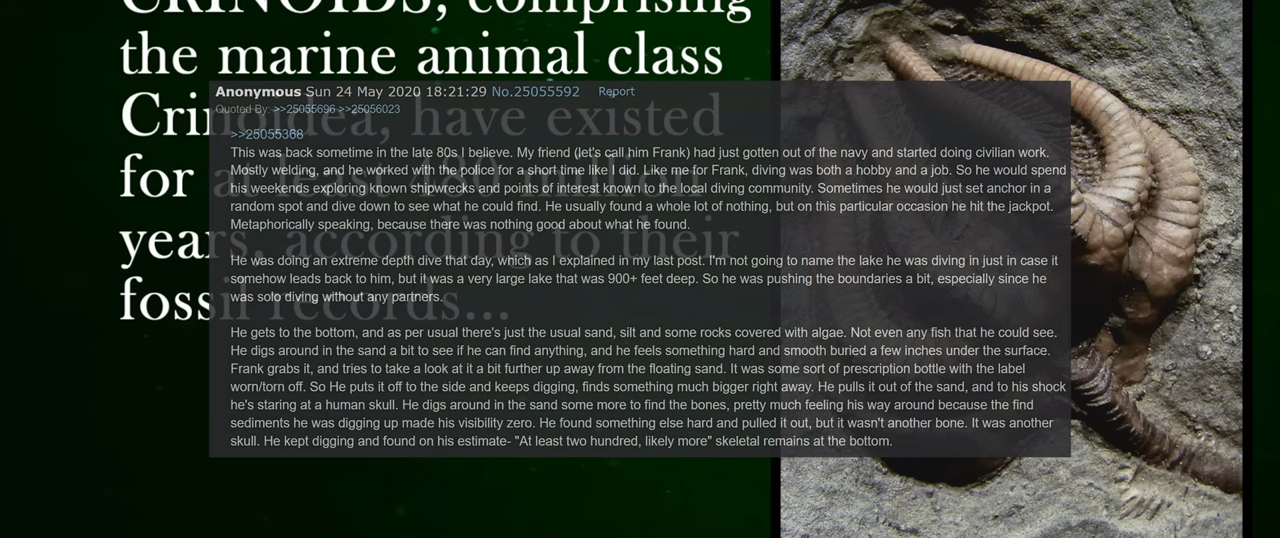 CRINOIDS, comprising
the marine animal class
Crinoidea, have existed
for at least 480 million
years, according to their
fossil records...
Anonymous Sun 24 May 2020 18:21:29 No.25055592 Report
Quoted By: >>25055696 >>25056023
>>25055368
This was back sometime in the late 80s I believe. My friend (let's call him Frank) had just gotten out of the navy and started doing civilian work.
Mostly welding, and he worked with the police for a short time like I did. Like me for Frank, diving was both a hobby and a job. So he would spend
his weekends exploring known shipwrecks and points of interest known to the local diving community. Sometimes he would just set anchor in a
random spot and dive down to see what he could find. He usually found a whole lot of nothing, but on this particular occasion he hit the jackpot.
Metaphorically speaking, because there was nothing good about what he found.
He was doing an extreme depth dive that day, which as I explained in my last post. I'm not going to name the lake he was diving in just in case it
somehow leads back to him, but it was a very large lake that was 900+ feet deep. So he was pushing the boundaries a bit, especially since he
was solo diving without any partners.
He gets to the bottom, and as per usual there's just the usual sand, silt and some rocks covered with algae. Not even any fish that he could see.
He digs around in the sand a bit to see if he can find anything, and he feels something hard and smooth buried a few inches under the surface.
Frank grabs it, and tries to take a look at it a bit further up away from the floating sand. It was some sort of prescription bottle with the label
worn/torn off. So He puts it off to the side and keeps digging, finds something much bigger right away. He pulls it out of the sand, and to his shock
he's staring at a human skull. He digs around in the sand some more to find the bones, pretty much feeling his way around because the find
sediments he was digging up made his visibility zero. He found something else hard and pulled it out, but it wasn't another bone. It was another
skull. He kept digging and found on his estimate- "At least two hundred, likely more" skeletal remains at the bottom.